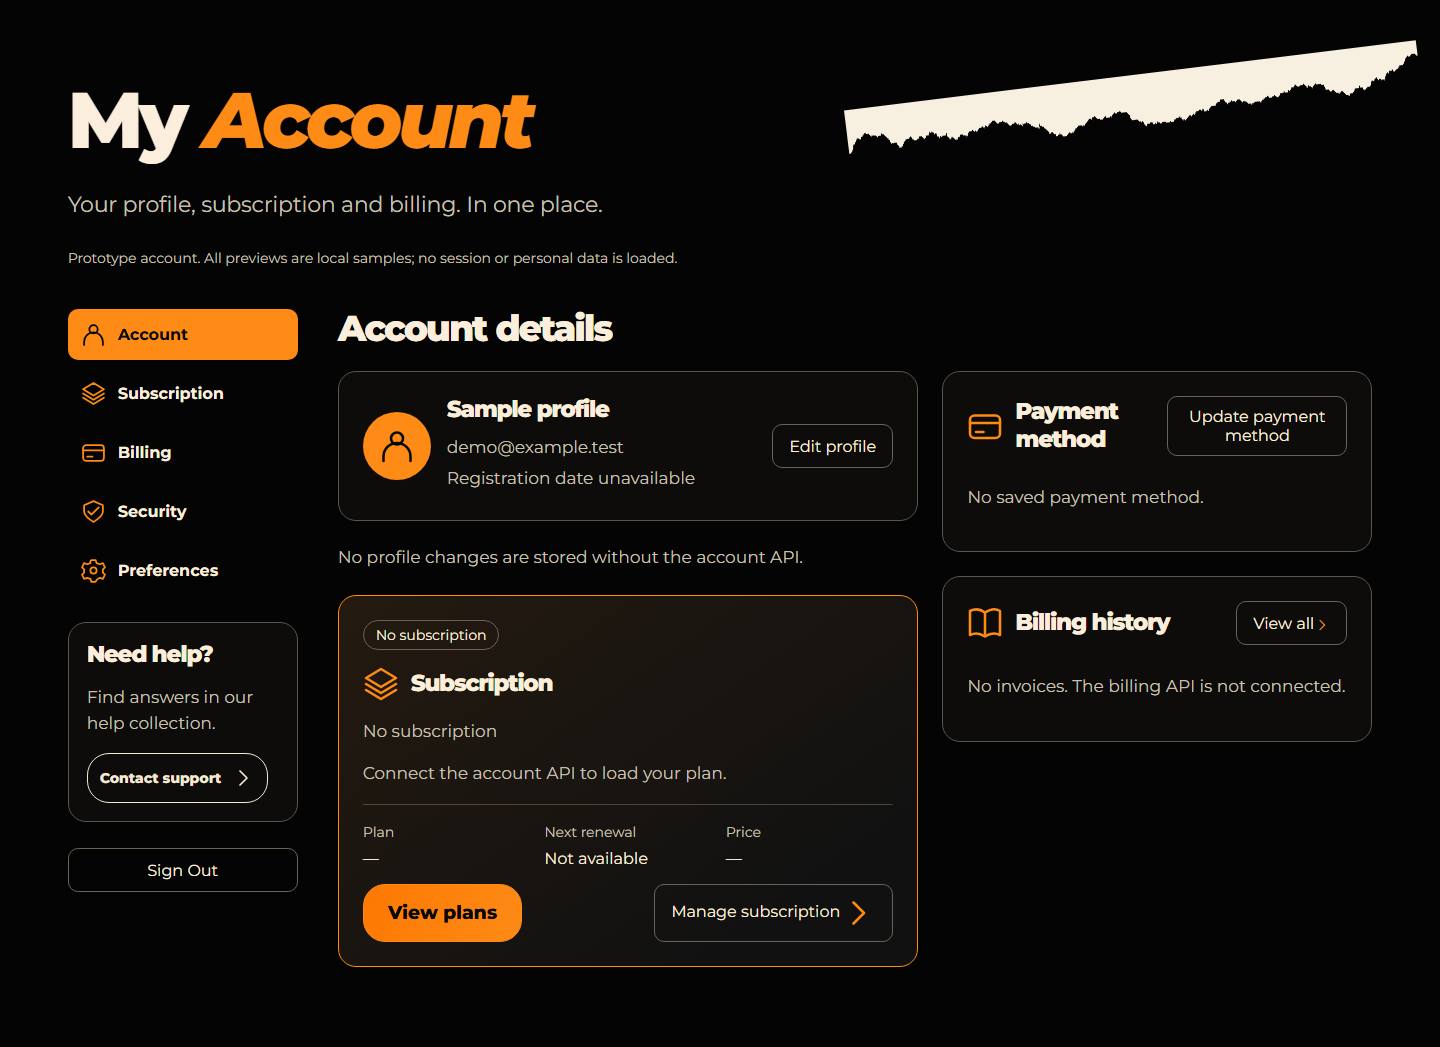 My Account
Your profile, subscription and billing. In one place.
Prototype account. All previews are local samples; no session or personal data is loaded.
Account
Subscription
Billing
Security
Preferences
Need help?
Find answers in our
help collection.
Contact support
Sign Out
Account details
Sample profile
demo@example.test
Registration date unavailable
Edit profile
No profile changes are stored without the account API.
No subscription
Subscription
No subscription
Connect the account API to load your plan.
Plan
—
Next renewal
Not available
Price
—
View plans
Manage subscription
Payment
method
Update payment
method
No saved payment method.
Billing history
View all
No invoices. The billing API is not connected.